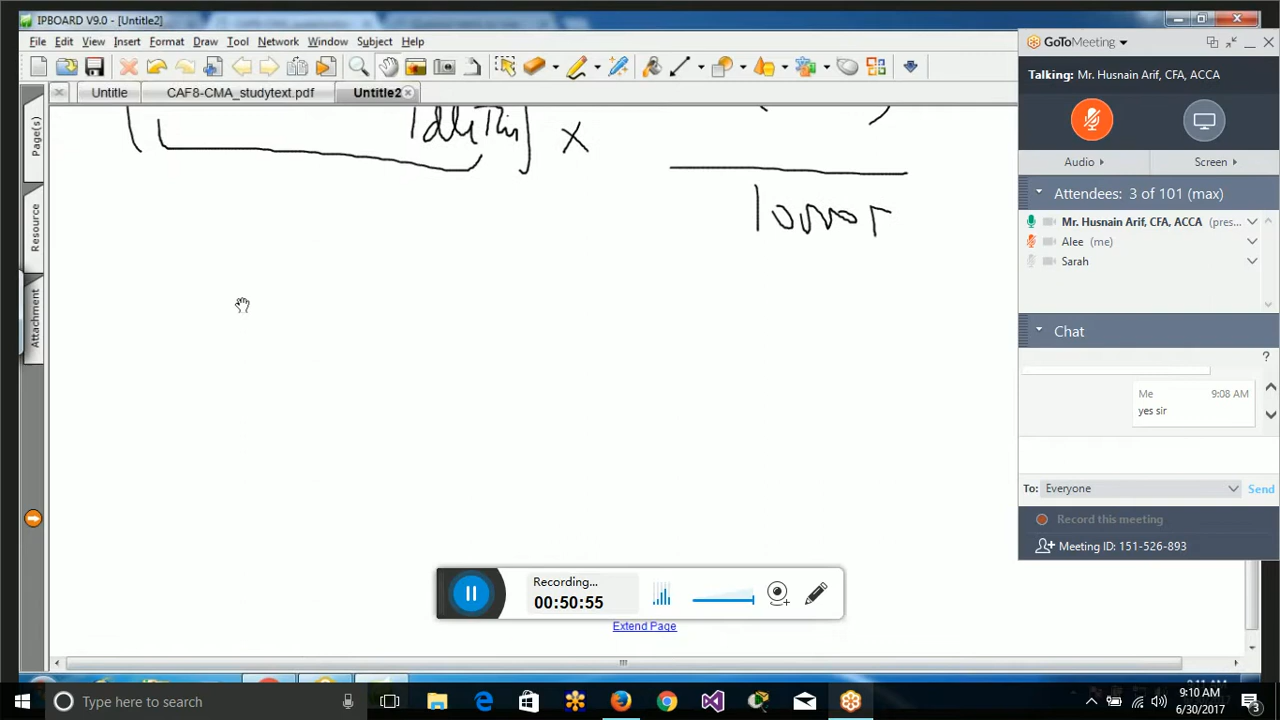 IPBOARD V9.0 - [Untitle2]
File Edit View Insert Format Draw Tool Network Window Subject Help
Untitle CAF8-CMA_studytext.pdf Untitle2
Page(s)
Resource
Attachment
x
GoToMeeting
Talking: Mr. Husnain Arif, CFA, ACCA
Audio Screen
Attendees: 3 of 101 (max)
Mr. Husnain Arif, CFA, ACCA (pres...
Alee (me)
Sarah
Chat
?
Me 9:08 AM
yes sir
To: Everyone Send
Record this meeting
Meeting ID: 151-526-893
Recording...
00:50:55
Extend Page
Type here to search
9:10 AM
6/30/2017
3